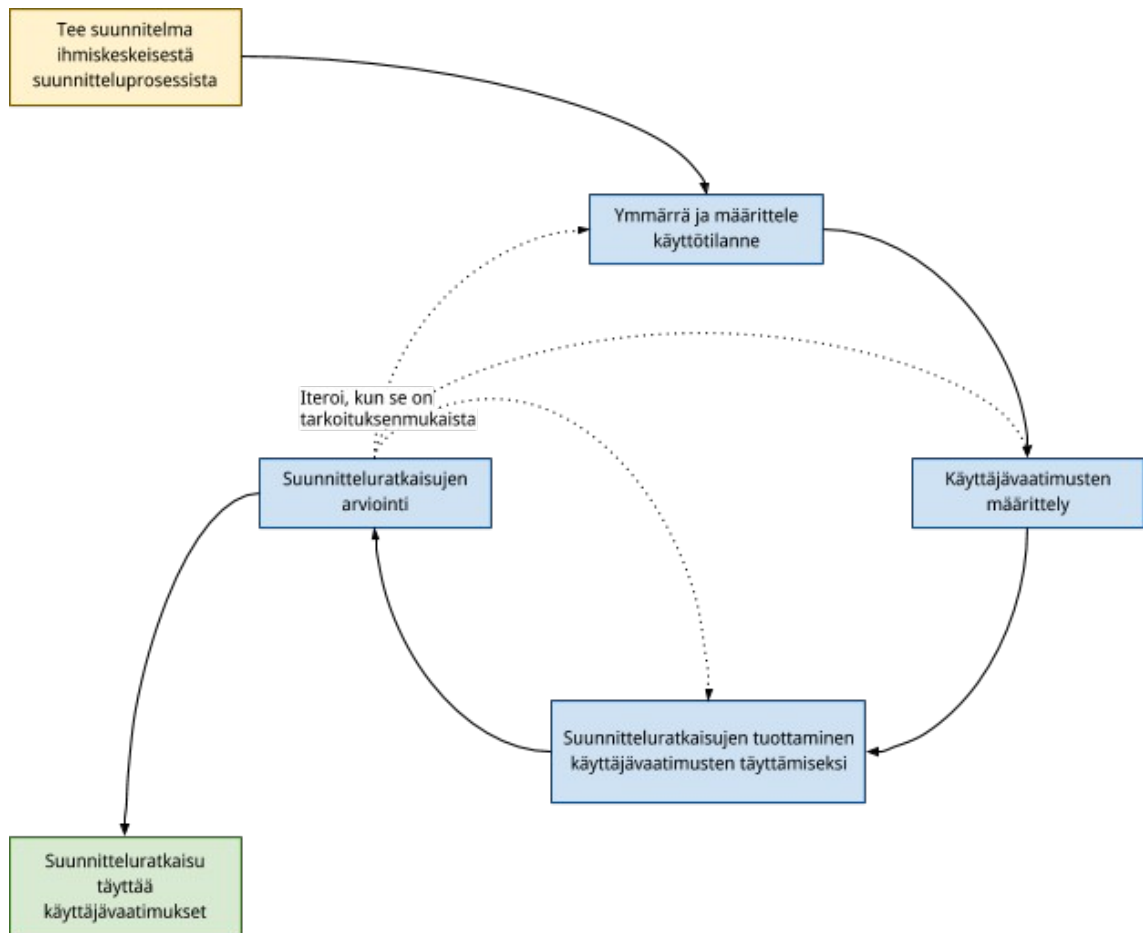 Tee suunnitelma
ihmiskeskeisestä
suunnitteluprosessista
Ymmärrä ja määrittele
käyttötilanne
Iteroi, kun se on
tarkoituksenmukaista
Suunnitteluratkaisujen
arviointi
Käyttäjävaatimusten
määrittely
Suunnitteluratkaisujen tuottaminen
käyttäjävaatimusten täyttämiseksi
Suunnitteluratkaisu
täyttää
käyttäjävaatimukset